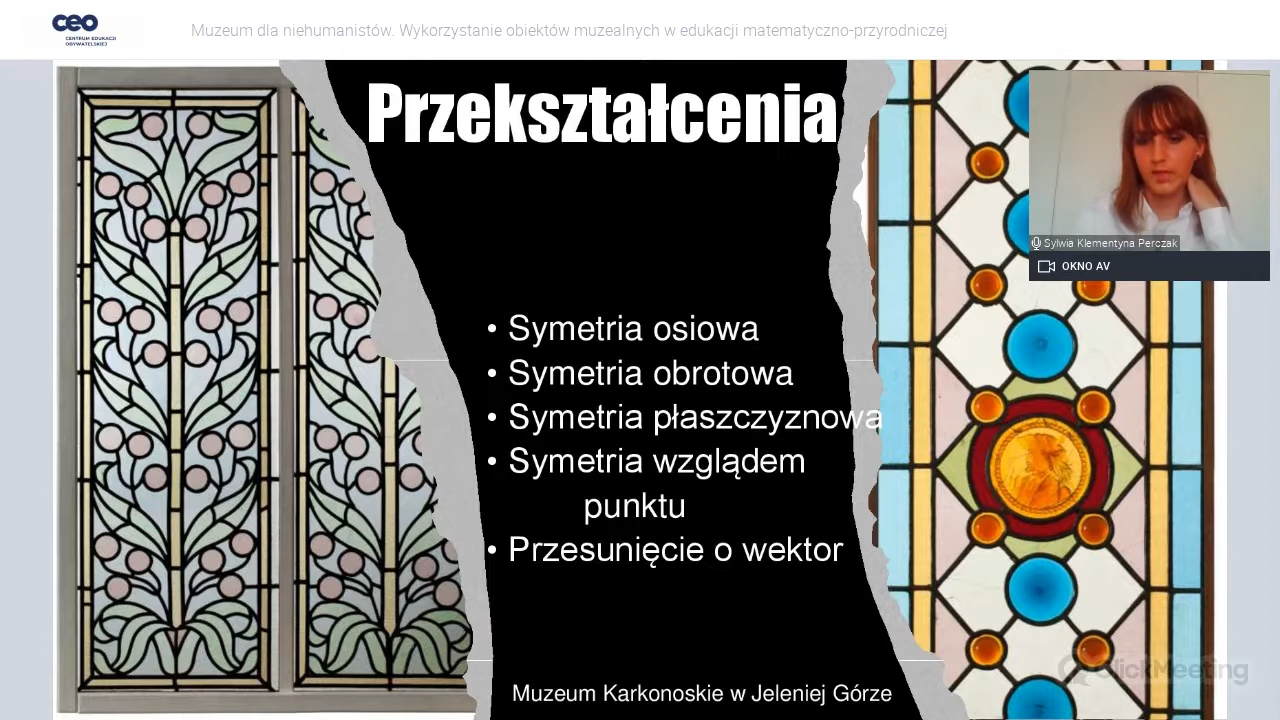 ceo
CENTRUM EDUKACJI
OBYWATELSKIEJ
Muzeum dla niehumanistów. Wykorzystanie obiektów muzealnych w edukacji matematyczno-przyrodniczej
Przekształcenia
• Symetria osiowa
• Symetria obrotowa
• Symetria płaszczyznowa
• Symetria względem
punktu
• Przesunięcie o wektor
Muzeum Karkonoskie w Jeleniej Górze
Sylwia Klementyna Perczak
OKNO AV
ClickMeeting